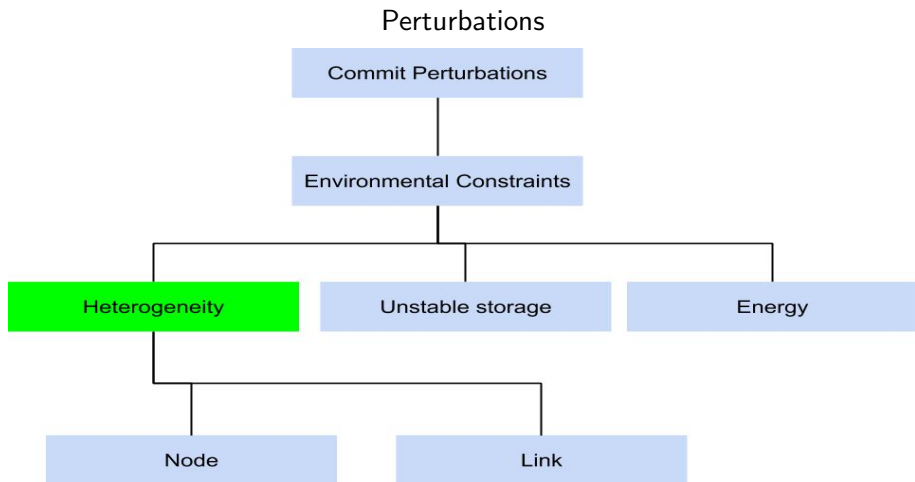 Perturbations
Commit Perturbations
Environmental Constraints
Heterogeneity
Unstable storage
Energy
Node
Link